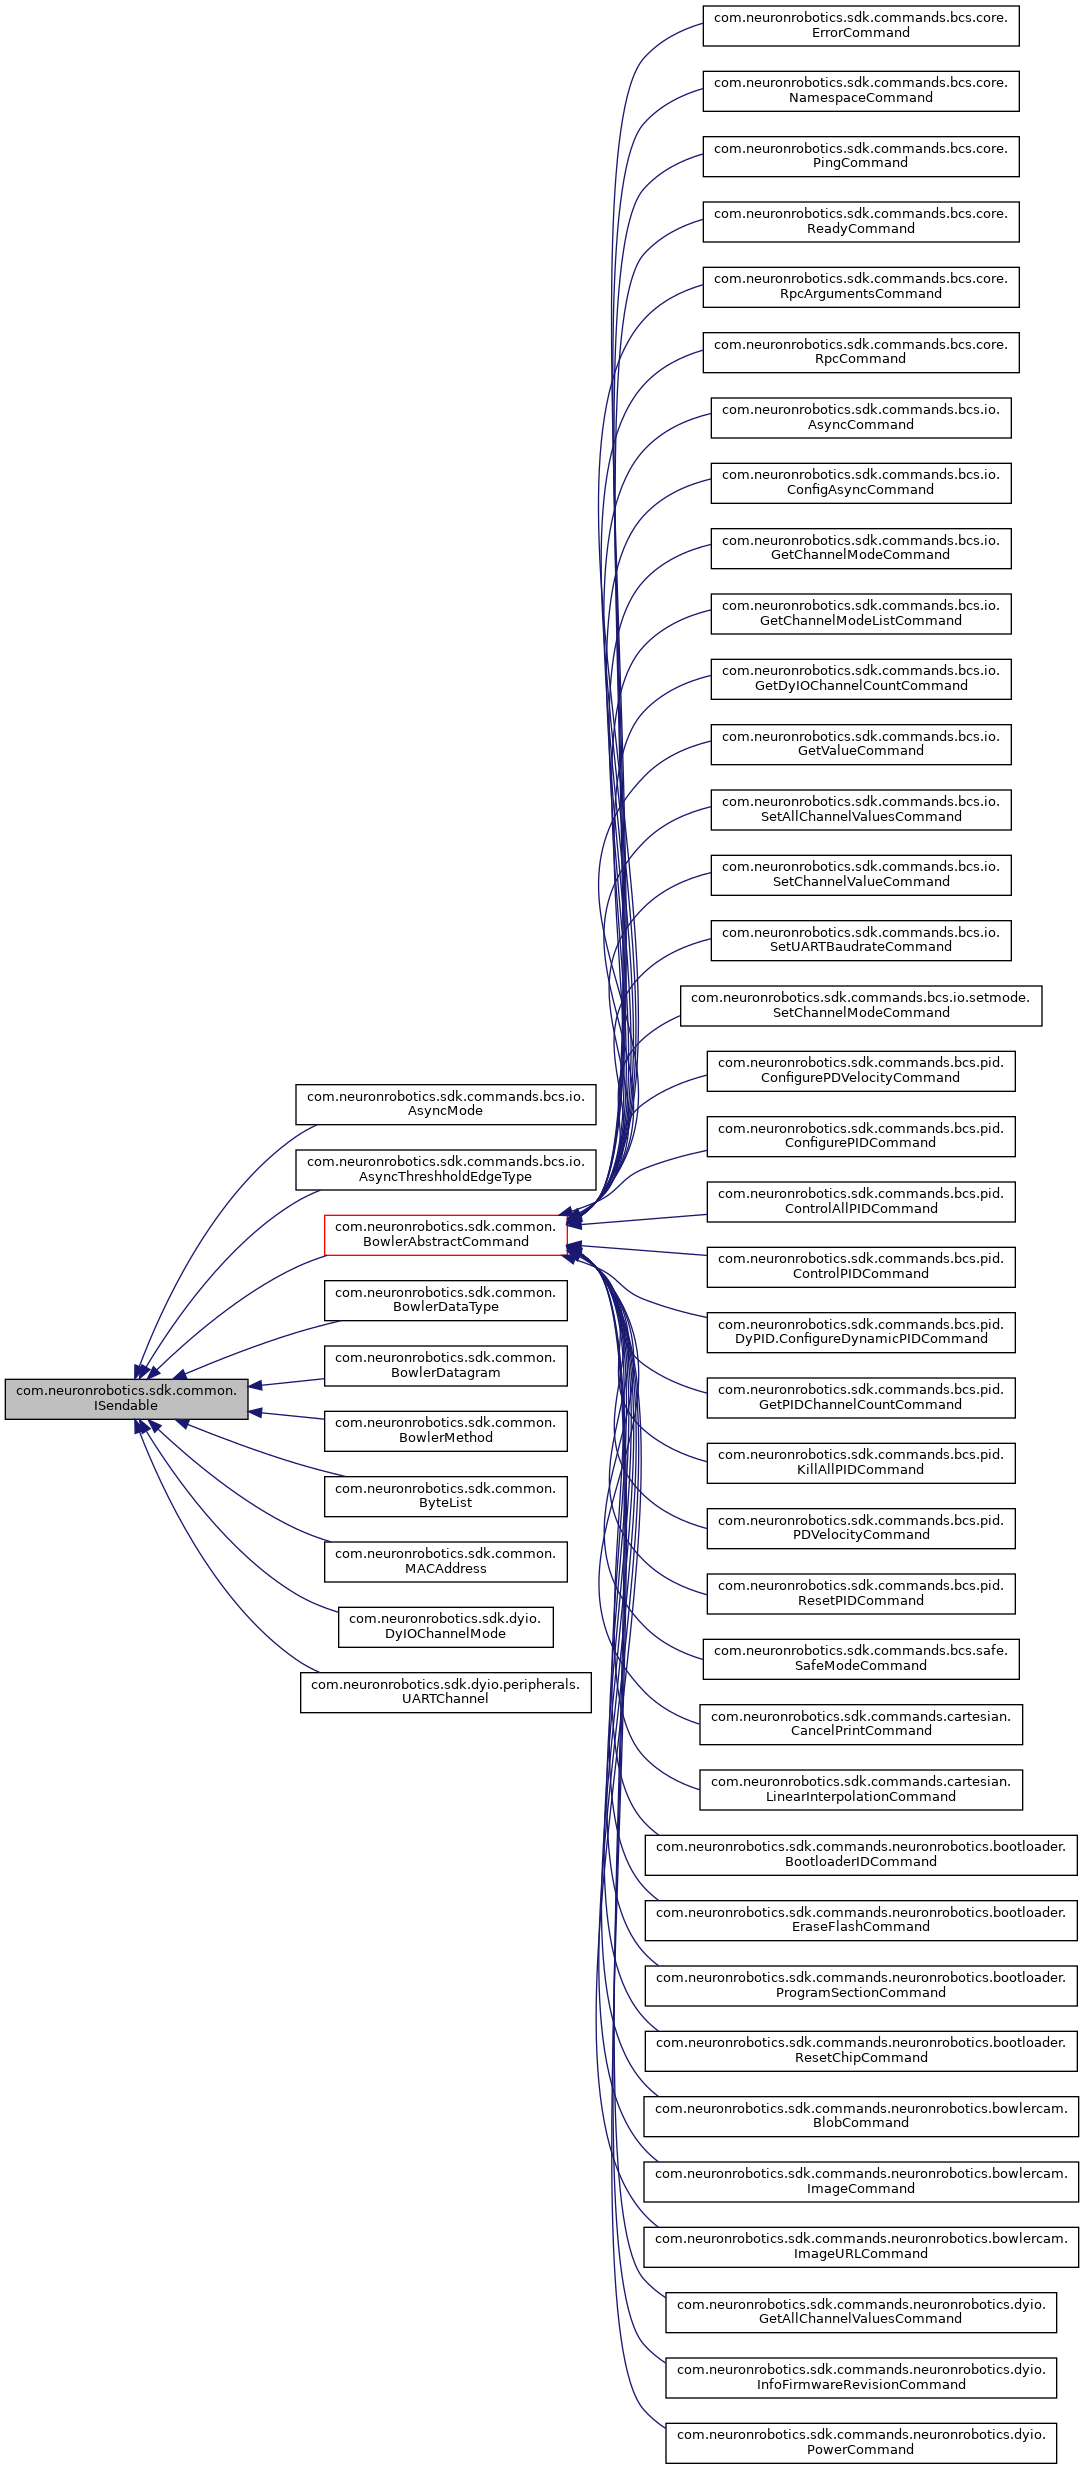 com.neuronrobotics.sdk.common.
ISendable
com.neuronrobotics.sdk.commands.bcs.io.
AsyncMode
com.neuronrobotics.sdk.commands.bcs.io.
AsyncThreshholdEdgeType
com.neuronrobotics.sdk.common.
BowlerAbstractCommand
com.neuronrobotics.sdk.common.
BowlerDataType
com.neuronrobotics.sdk.common.
BowlerDatagram
com.neuronrobotics.sdk.common.
BowlerMethod
com.neuronrobotics.sdk.common.
ByteList
com.neuronrobotics.sdk.common.
MACAddress
com.neuronrobotics.sdk.dyio.
DyIOChannelMode
com.neuronrobotics.sdk.dyio.peripherals.
UARTChannel
com.neuronrobotics.sdk.commands.bcs.core.
ErrorCommand
com.neuronrobotics.sdk.commands.bcs.core.
NamespaceCommand
com.neuronrobotics.sdk.commands.bcs.core.
PingCommand
com.neuronrobotics.sdk.commands.bcs.core.
ReadyCommand
com.neuronrobotics.sdk.commands.bcs.core.
RpcArgumentsCommand
com.neuronrobotics.sdk.commands.bcs.core.
RpcCommand
com.neuronrobotics.sdk.commands.bcs.io.
AsyncCommand
com.neuronrobotics.sdk.commands.bcs.io.
ConfigAsyncCommand
com.neuronrobotics.sdk.commands.bcs.io.
GetChannelModeCommand
com.neuronrobotics.sdk.commands.bcs.io.
GetChannelModeListCommand
com.neuronrobotics.sdk.commands.bcs.io.
GetDyIOChannelCountCommand
com.neuronrobotics.sdk.commands.bcs.io.
GetValueCommand
com.neuronrobotics.sdk.commands.bcs.io.
SetAllChannelValuesCommand
com.neuronrobotics.sdk.commands.bcs.io.
SetChannelValueCommand
com.neuronrobotics.sdk.commands.bcs.io.
SetUARTBaudrateCommand
com.neuronrobotics.sdk.commands.bcs.io.setmode.
SetChannelModeCommand
com.neuronrobotics.sdk.commands.bcs.pid.
ConfigurePDVelocityCommand
com.neuronrobotics.sdk.commands.bcs.pid.
ConfigurePIDCommand
com.neuronrobotics.sdk.commands.bcs.pid.
ControlAllPIDCommand
com.neuronrobotics.sdk.commands.bcs.pid.
ControlPIDCommand
com.neuronrobotics.sdk.commands.bcs.pid.
DyPID.ConfigureDynamicPIDCommand
com.neuronrobotics.sdk.commands.bcs.pid.
GetPIDChannelCountCommand
com.neuronrobotics.sdk.commands.bcs.pid.
KillAllPIDCommand
com.neuronrobotics.sdk.commands.bcs.pid.
PDVelocityCommand
com.neuronrobotics.sdk.commands.bcs.pid.
ResetPIDCommand
com.neuronrobotics.sdk.commands.bcs.safe.
SafeModeCommand
com.neuronrobotics.sdk.commands.cartesian.
CancelPrintCommand
com.neuronrobotics.sdk.commands.cartesian.
LinearInterpolationCommand
com.neuronrobotics.sdk.commands.neuronrobotics.bootloader.
BootloaderIDCommand
com.neuronrobotics.sdk.commands.neuronrobotics.bootloader.
EraseFlashCommand
com.neuronrobotics.sdk.commands.neuronrobotics.bootloader.
ProgramSectionCommand
com.neuronrobotics.sdk.commands.neuronrobotics.bootloader.
ResetChipCommand
com.neuronrobotics.sdk.commands.neuronrobotics.bowlercam.
BlobCommand
com.neuronrobotics.sdk.commands.neuronrobotics.bowlercam.
ImageCommand
com.neuronrobotics.sdk.commands.neuronrobotics.bowlercam.
ImageURLCommand
com.neuronrobotics.sdk.commands.neuronrobotics.dyio.
GetAllChannelValuesCommand
com.neuronrobotics.sdk.commands.neuronrobotics.dyio.
InfoFirmwareRevisionCommand
com.neuronrobotics.sdk.commands.neuronrobotics.dyio.
PowerCommand